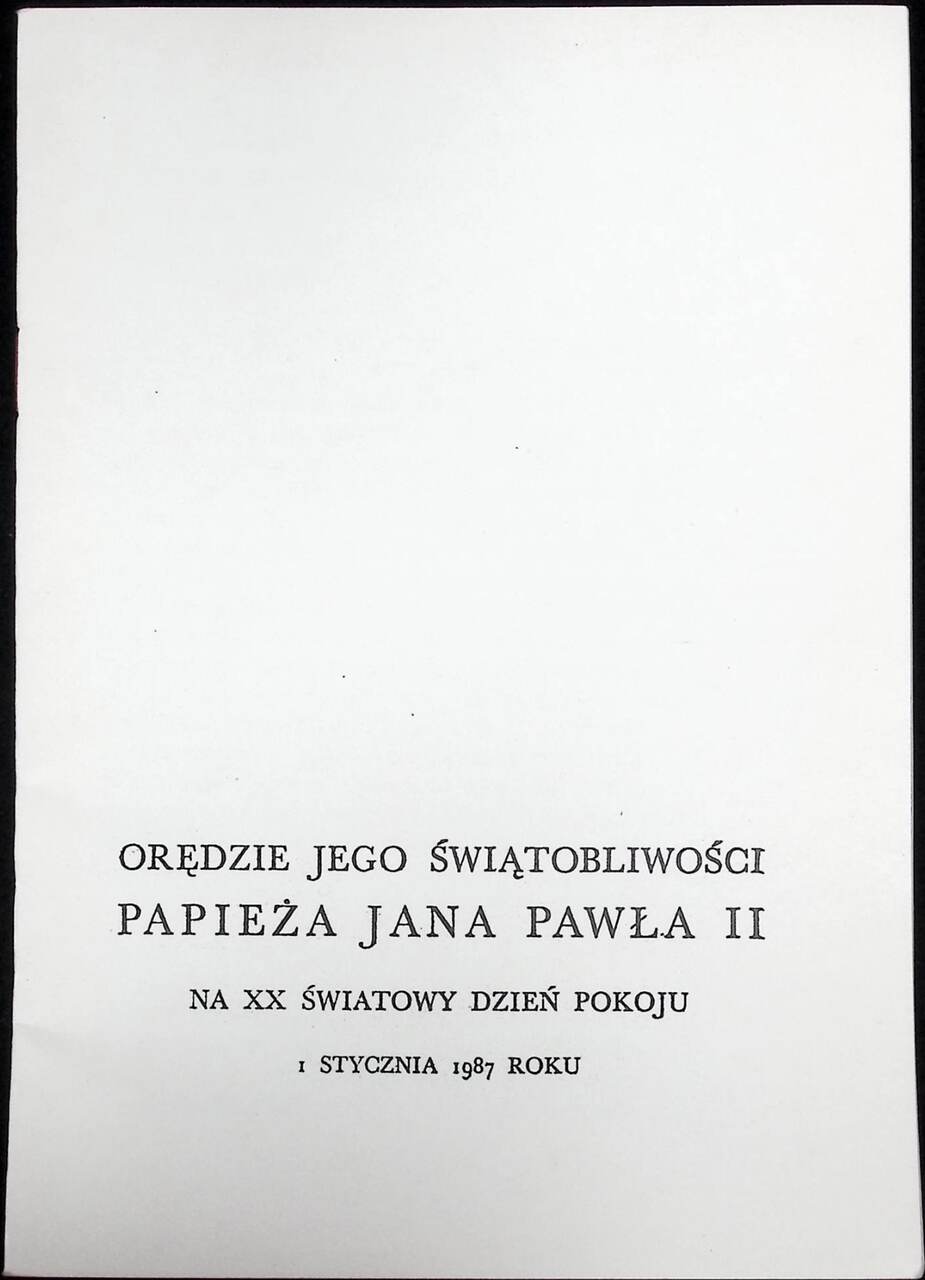 ORĘDZIE JEGO ŚWIĄTOBLIWOŚCI
PAPIEŻA JANA PAWŁA II
NA XX ŚWIATOWY DZIEŃ POKOJU
1 STYCZNIA 1987 ROKU